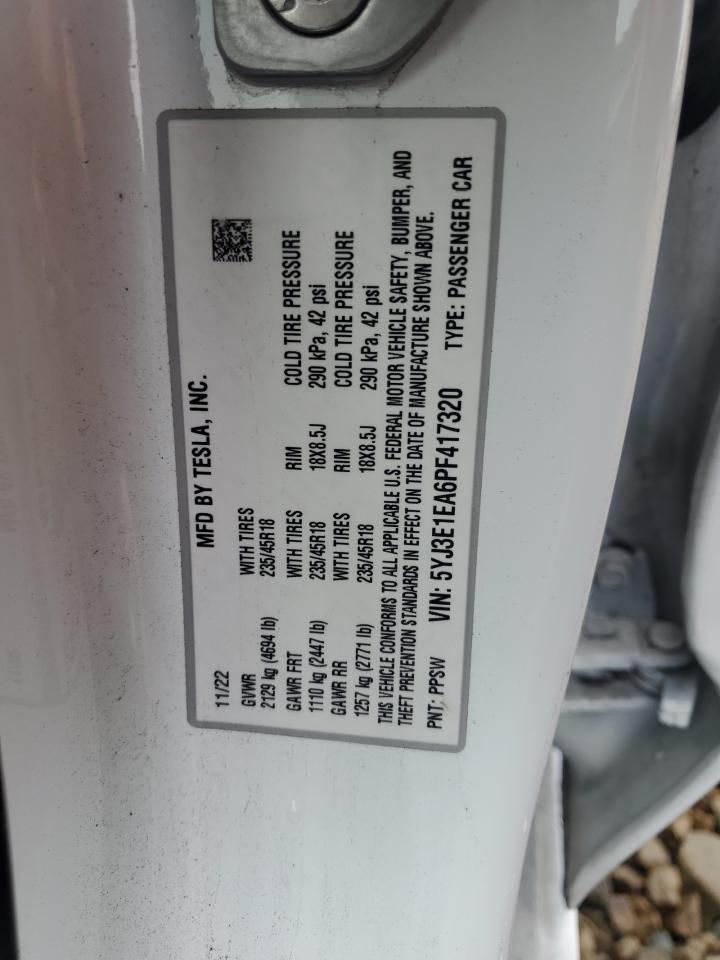 MFD BY TESLA, INC.
11/22
GVWR WITH TIRES
2129 kg (4694 lb) 235/45R18
GAWR FRT WITH TIRES RIM COLD TIRE PRESSURE
1110 kg (2447 lb) 235/45R18 18X8.5J 290 kPa, 42 psi
GAWR RR WITH TIRES RIM COLD TIRE PRESSURE
1257 kg (2771 lb) 235/45R18 18X8.5J 290 kPa, 42 psi
THIS VEHICLE CONFORMS TO ALL APPLICABLE U.S. FEDERAL MOTOR VEHICLE SAFETY, BUMPER, AND
THEFT PREVENTION STANDARDS IN EFFECT ON THE DATE OF MANUFACTURE SHOWN ABOVE.
PNT: PPSW VIN: 5YJ3E1EA6PF417320 TYPE: PASSENGER CAR